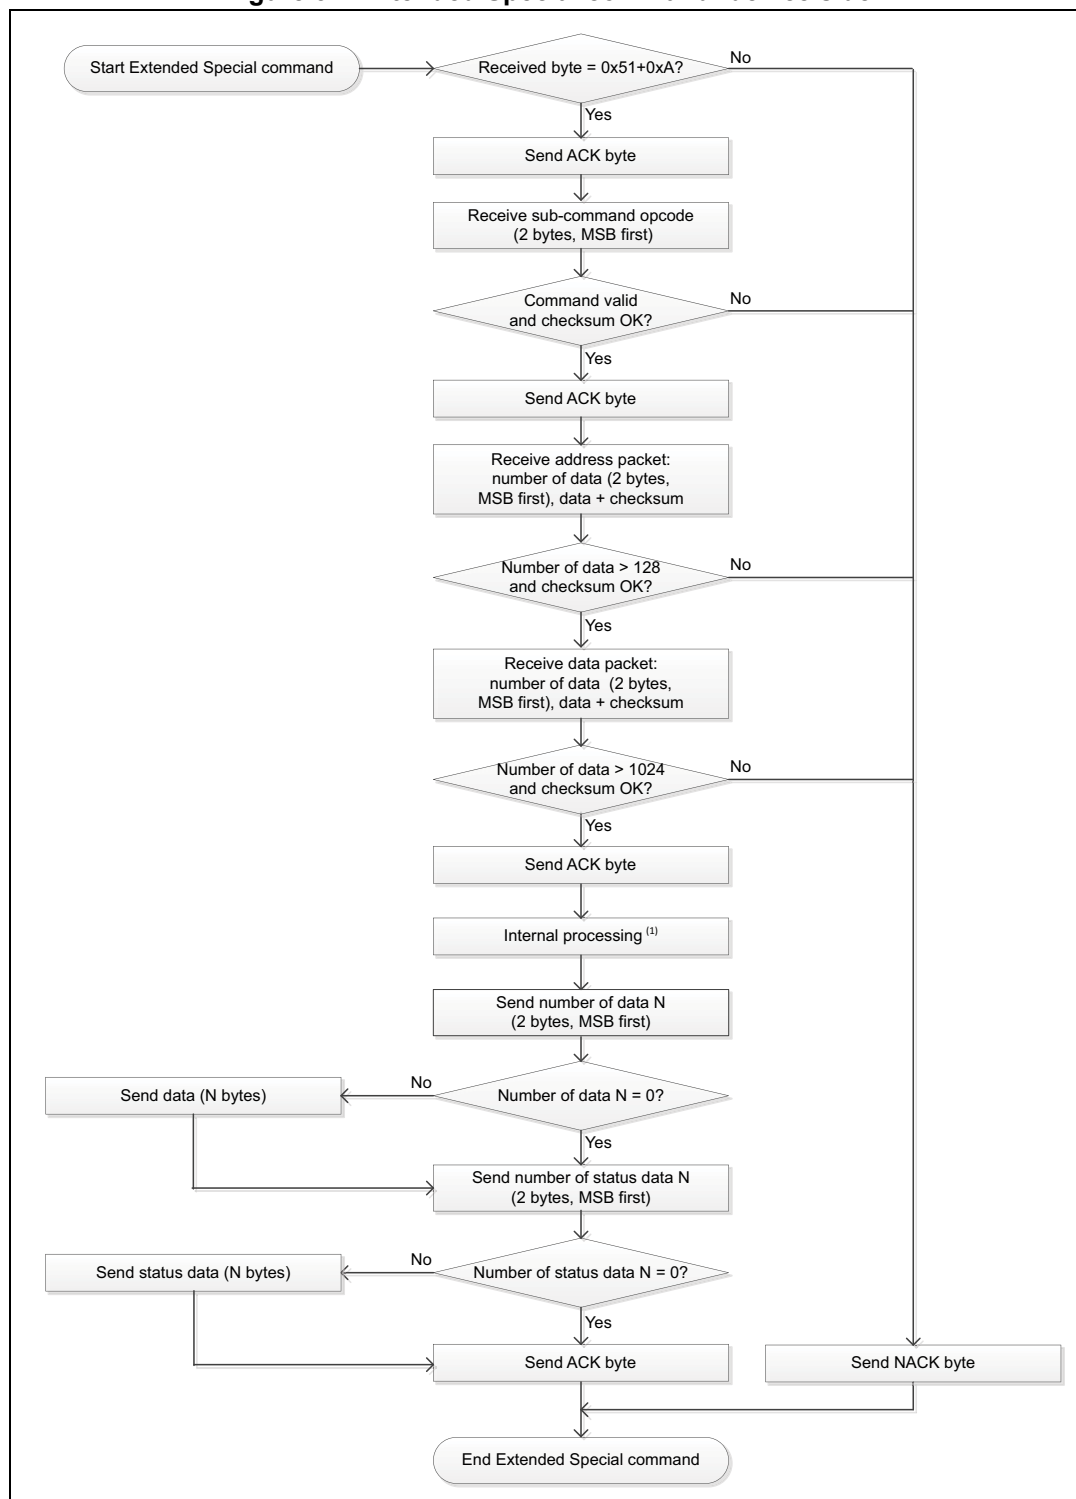 Start Extended Special command
Received byte = 0x51+0xA?
No
Yes
Send ACK byte
Receive sub-command opcode
(2 bytes, MSB first)
Command valid
and checksum OK?
No
Yes
Send ACK byte
Receive address packet:
number of data (2 bytes,
MSB first), data + checksum
Number of data > 128
and checksum OK?
No
Yes
Receive data packet:
number of data (2 bytes,
MSB first), data + checksum
Number of data > 1024
and checksum OK?
No
Yes
Send ACK byte
Internal processing (1)
Send number of data N
(2 bytes, MSB first)
Number of data N = 0?
No
Send data (N bytes)
Yes
Send number of status data N
(2 bytes, MSB first)
Number of status data N = 0?
No
Send status data (N bytes)
Yes
Send ACK byte
Send NACK byte
End Extended Special command